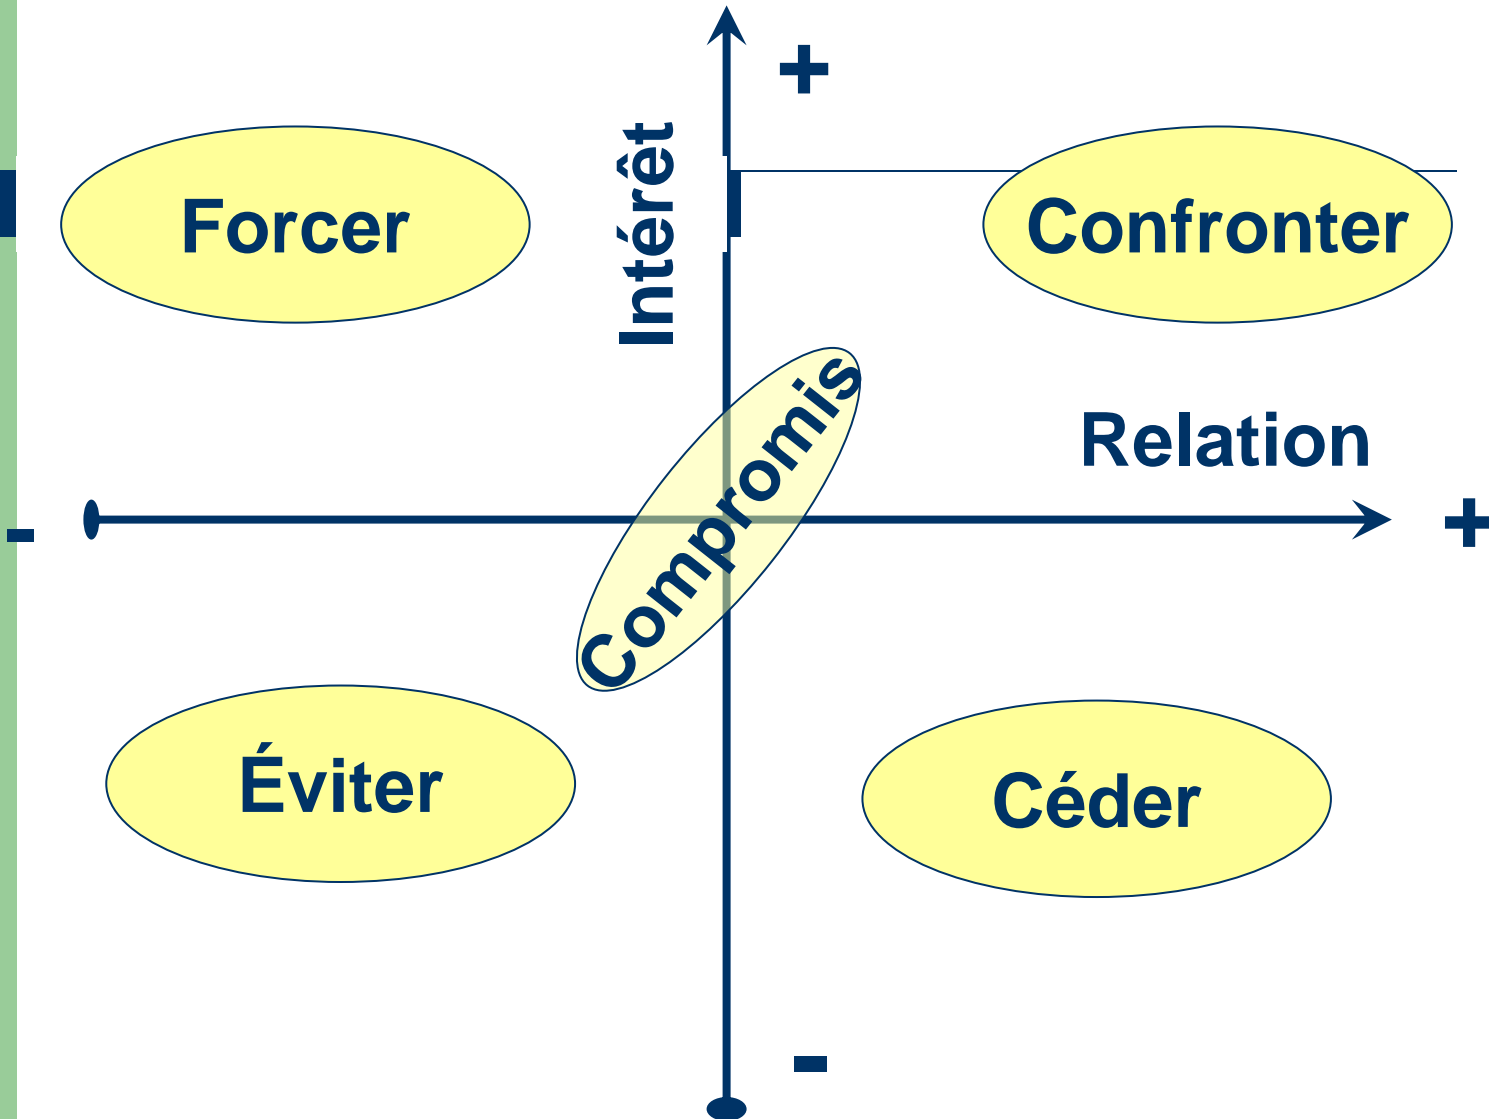 +
Intérêt
Forcer
Confronter
Compromis
Relation
-
+
Éviter
Céder
-